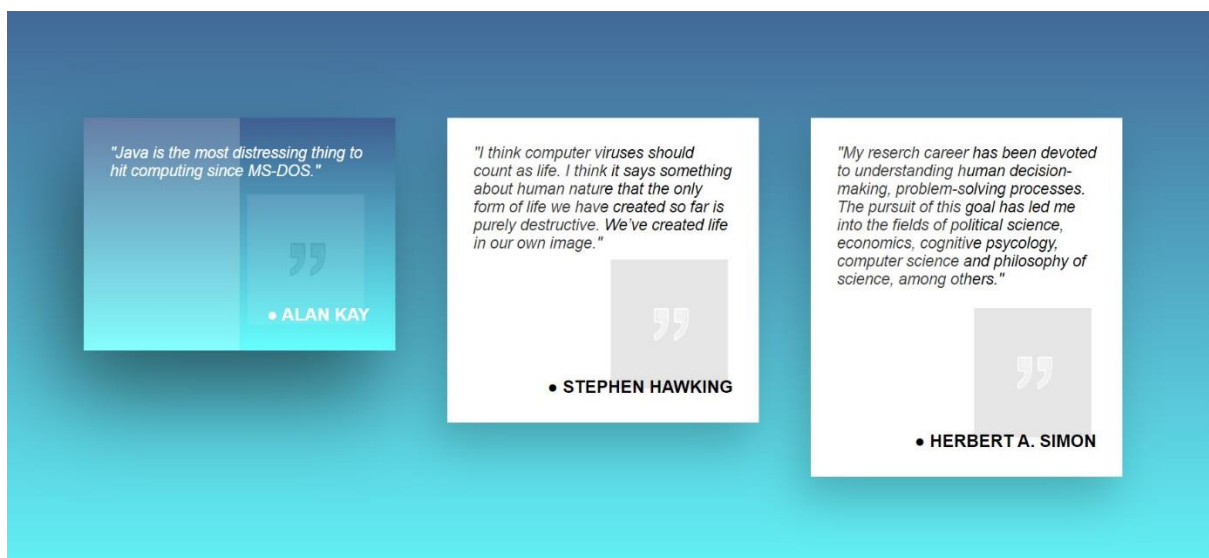 "Java is the most distressing thing to
hit computing since MS-DOS."
”
● ALAN KAY
"I think computer viruses should
count as life. I think it says something
about human nature that the only
form of life we have created so far is
purely destructive. We've created life
in our own image."
”
● STEPHEN HAWKING
"My reserch career has been devoted
to understanding human decision-
making, problem-solving processes.
The pursuit of this goal has led me
into the fields of political science,
economics, cognitive psycology,
computer science and philosophy of
science, among others."
”
● HERBERT A. SIMON